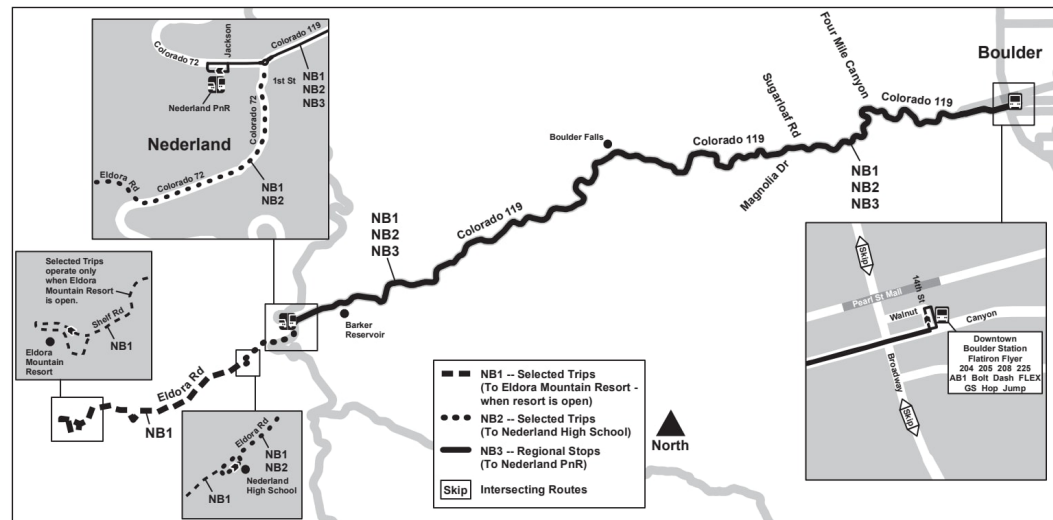 Colorado 119
Jackson
Colorado 72
1st St
NB1
NB2
NB3
Nederland PnR
Colorado 72
Nederland
Eldora Rd
Colorado 72
NB1
NB2
Four Mile Canyon
Boulder
Colorado 119
Sugarloaf Rd
Boulder Falls
Colorado 119
Magnolia Dr
NB1
NB2
NB3
NB1
NB2
NB3
Colorado 119
Selected Trips
operate only
when Eldora
Mountain Resort
is open.
Shelf Rd
NB1
Eldora
Mountain
Resort
Barker
Reservoir
Eldora Rd
NB1
Eldora Rd
NB1
NB2
Nederland
High School
NB1
NB1 -- Selected Trips
(To Eldora Mountain Resort -
when resort is open)
NB2 -- Selected Trips
(To Nederland High School)
NB3 -- Regional Stops
(To Nederland PnR)
Skip Intersecting Routes
North
Skip
Pearl St Mall
14th St
Walnut
Canyon
Broadway
Skip
Downtown
Boulder Station
Flatiron Flyer
204 205 208 225
AB1 Bolt Dash FLEX
GS Hop Jump